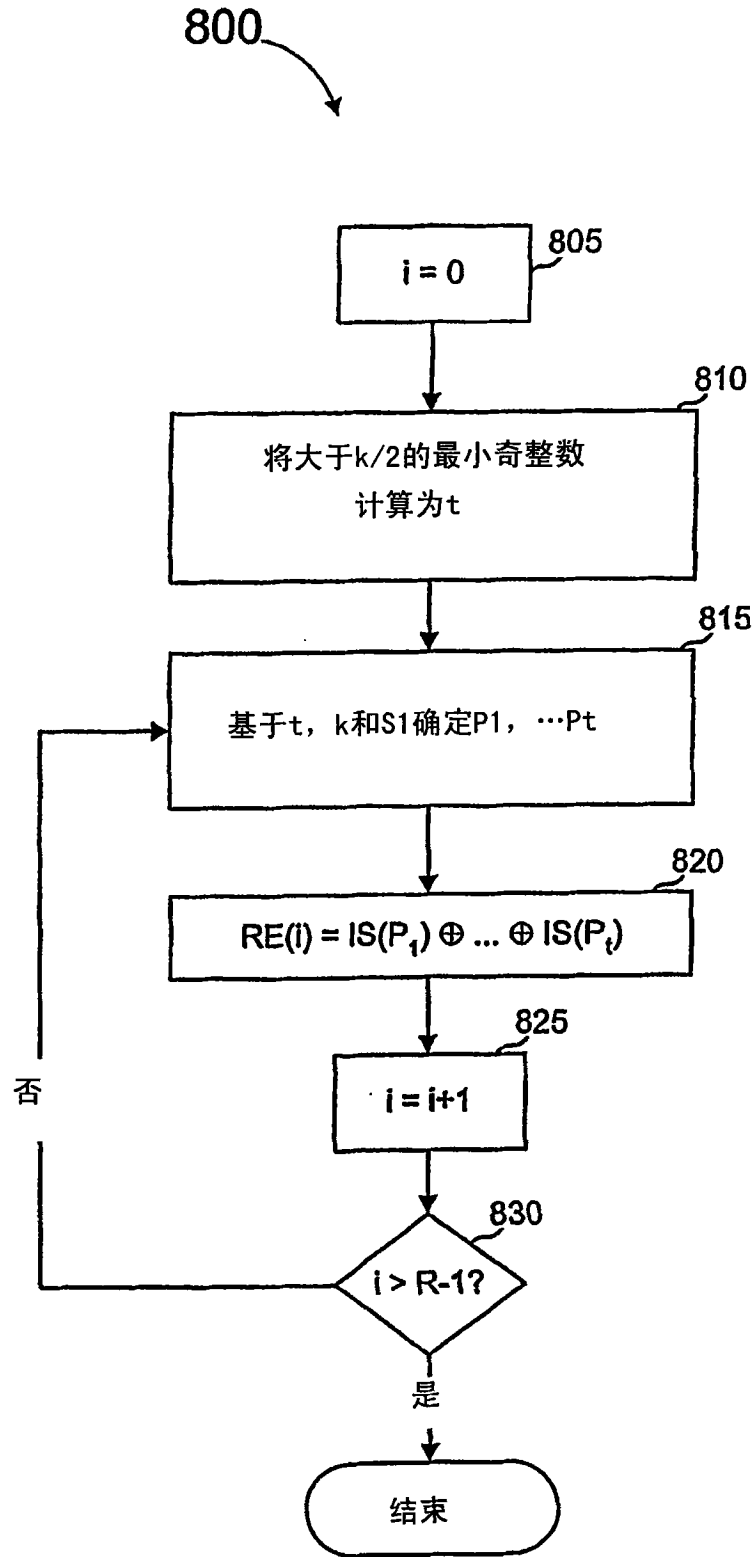 800
i = 0
805
810
将大于k/2的最小奇整数
计算为t
815
基于t，k和S1确定P1，…Pt
820
RE(i) = IS(P₁) ⊕ ... ⊕ IS(Pₜ)
825
i = i+1
否
830
i > R-1?
是
结束